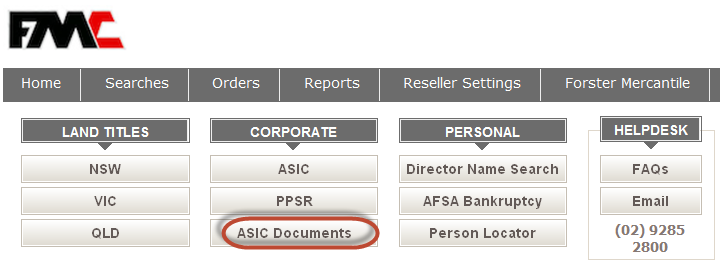 FMC
Home Searches Orders Reports Reseller Settings Forster Mercantile
LAND TITLES
NSW
VIC
QLD
CORPORATE
ASIC
PPSR
ASIC Documents
PERSONAL
Director Name Search
AFSA Bankruptcy
Person Locator
HELPDESK
FAQs
Email
(02) 9285
2800